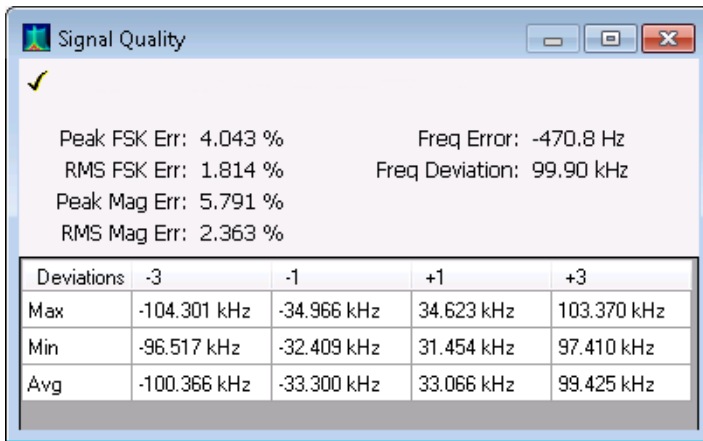 Signal Quality
Peak FSK Err: 4.043 % Freq Error: -470.8 Hz
RMS FSK Err: 1.814 % Freq Deviation: 99.90 kHz
Peak Mag Err: 5.791 %
RMS Mag Err: 2.363 %
Deviations -3 -1 +1 +3
Max -104.301 kHz -34.966 kHz 34.623 kHz 103.370 kHz
Min -96.517 kHz -32.409 kHz 31.454 kHz 97.410 kHz
Avg -100.366 kHz -33.300 kHz 33.066 kHz 99.425 kHz